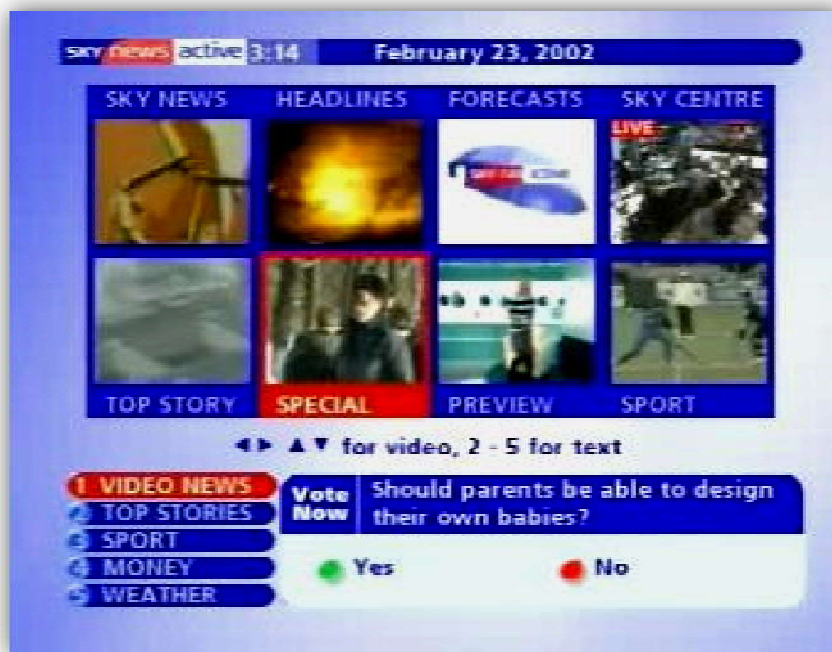 sky news active 3:14 February 23, 2002
SKY NEWS HEADLINES FORECASTS SKY CENTRE
LIVE
TOP STORY SPECIAL PREVIEW SPORT
for video, 2 - 5 for text
1 VIDEO NEWS
2 TOP STORIES
3 SPORT
4 MONEY
5 WEATHER
Vote Now
Should parents be able to design
their own babies?
Yes No